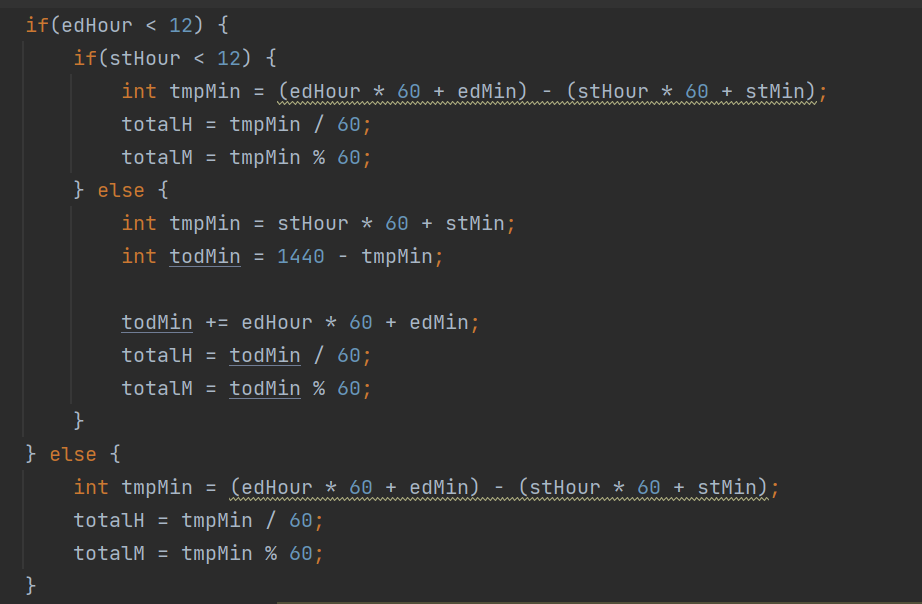 if(edHour < 12) {
    if(stHour < 12) {
        int tmpMin = (edHour * 60 + edMin) - (stHour * 60 + stMin);
        totalH = tmpMin / 60;
        totalM = tmpMin % 60;
    } else {
        int tmpMin = stHour * 60 + stMin;
        int todMin = 1440 - tmpMin;

        todMin += edHour * 60 + edMin;
        totalH = todMin / 60;
        totalM = todMin % 60;
    }
} else {
    int tmpMin = (edHour * 60 + edMin) - (stHour * 60 + stMin);
    totalH = tmpMin / 60;
    totalM = tmpMin % 60;
}